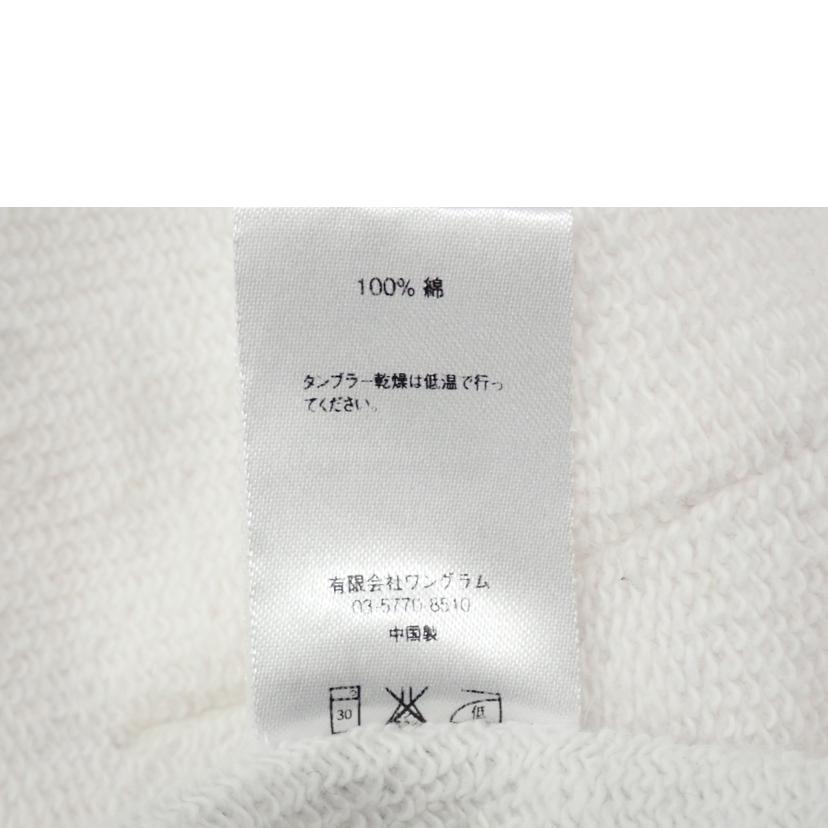 100% 綿
タンブラー乾燥は低温で行っ
てください。
有限会社ワングラム
03-5770-8510
中国製
30 低